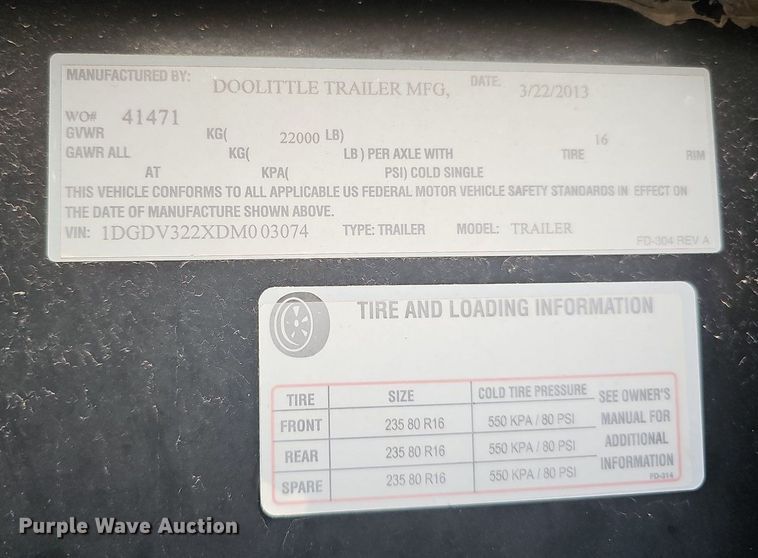 MANUFACTURED BY: DOOLITTLE TRAILER MFG, DATE. 3/22/2013
WO# 41471
GVWR KG( 22000 LB)
GAWR ALL KG( LB) PER AXLE WITH TIRE 16 RIM
AT KPA( PSI) COLD SINGLE
THIS VEHICLE CONFORMS TO ALL APPLICABLE US FEDERAL MOTOR VEHICLE SAFETY STANDARDS IN EFFECT ON
THE DATE OF MANUFACTURE SHOWN ABOVE.
VIN: 1DGDV322XDM003074 TYPE: TRAILER MODEL: TRAILER
FD-304 REV A
TIRE AND LOADING INFORMATION
TIRE SIZE COLD TIRE PRESSURE SEE OWNER'S
FRONT 235 80 R16 550 KPA / 80 PSI MANUAL FOR
REAR 235 80 R16 550 KPA / 80 PSI ADDITIONAL
SPARE 235 80 R16 550 KPA / 80 PSI INFORMATION
FD-314
Purple Wave Auction